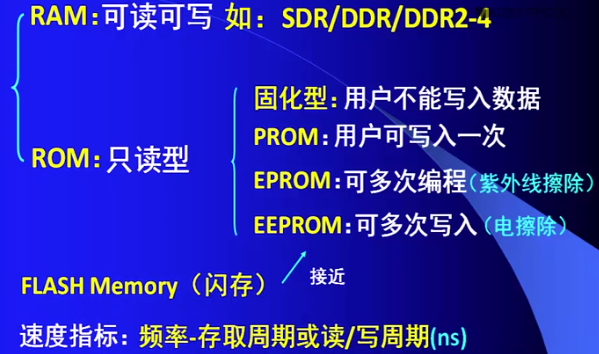 RAM:可读可写 如：SDR/DDR/DDR2-4
固化型:用户不能写入数据
PROM:用户可写入一次
ROM:只读型
EPROM:可多次编程(紫外线擦除)
EEPROM:可多次写入(电擦除)
FLASH Memory（闪存） 接近
速度指标: 频率-存取周期或读/写周期(ns)